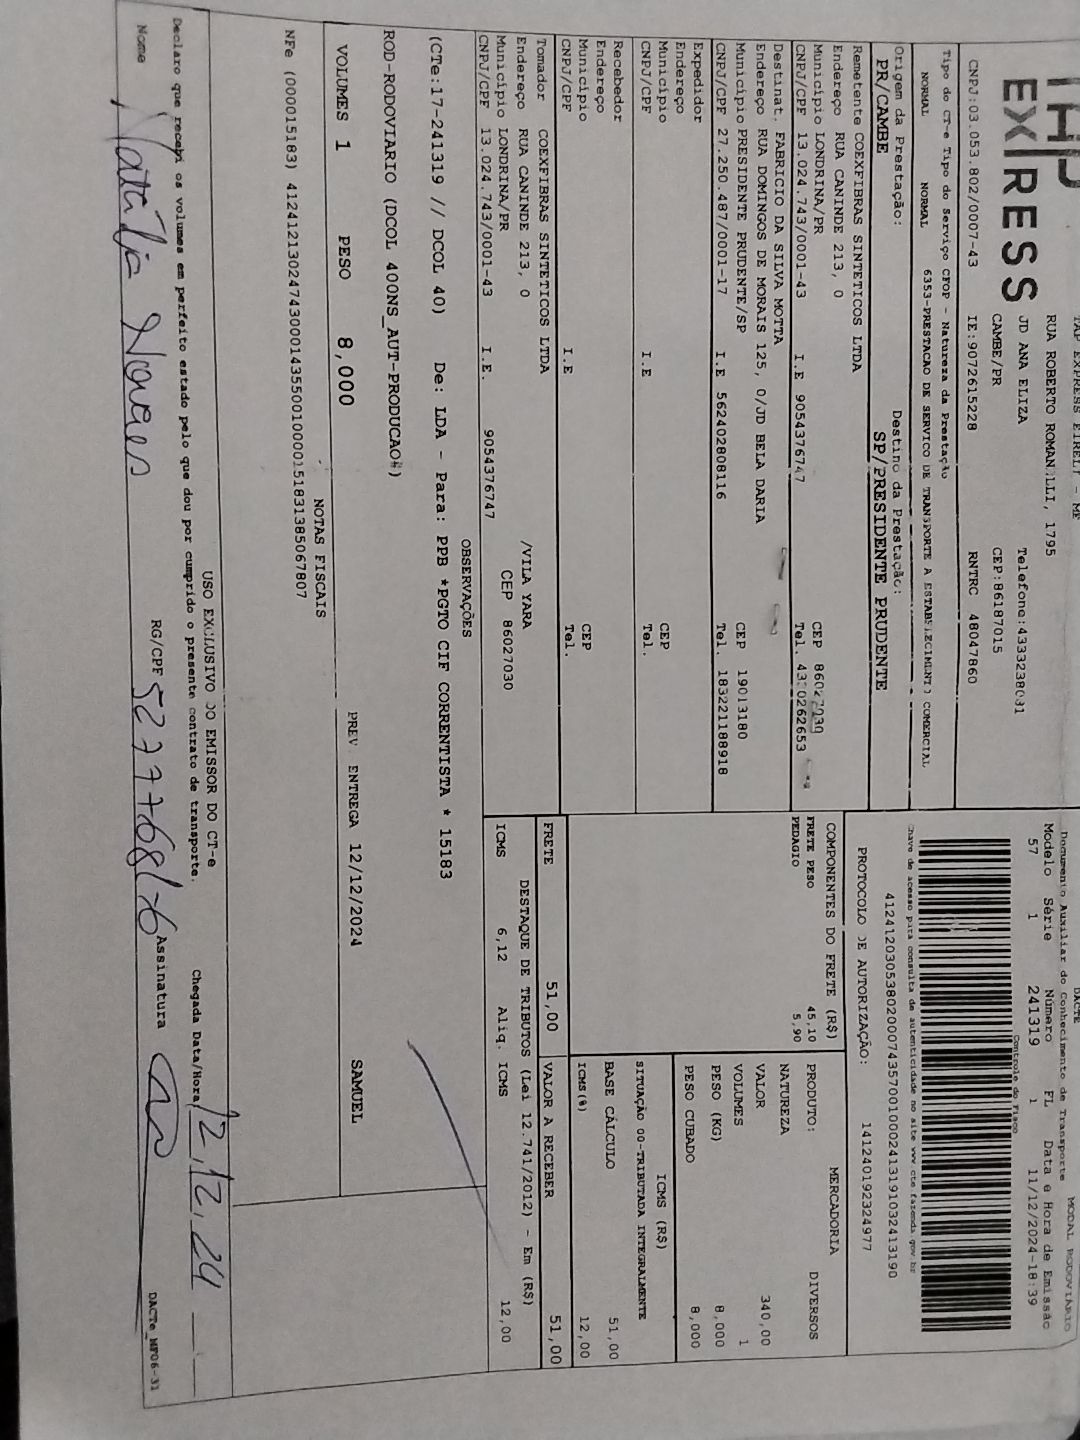 EXPRESS
RUA ROBERTO ROMANELLI, 1795
JD ANA ELIZA
CAMBE/PR
Telefone:4333238031
CEP:86187015
CNPJ:03.053.802/0007-43 IE:9072615228 RNTRC 48047860
DACTE
MODAL RODOVIÁRIO
Documento Auxiliar do Conhecimento de Transporte
Modelo Série Número FL Data e Hora de Emissão
57 1 241319 1 11/12/2024-18:39
Controle do Fisco
Chave de acesso para consulta de autenticidade no site www.cte.fazenda.gov.br
41241203053802000743570010002413191032413190
PROTOCOLO DE AUTORIZAÇÃO: 141240192324977
Tipo do CT-e Tipo do Serviço CFOP - Natureza da Prestação
NORMAL NORMAL 6353-PRESTACAO DE SERVICO DE TRANSPORTE A ESTABELECIMENTO COMERCIAL
Origem da Prestação: Destino da Prestação:
PR/CAMBE SP/PRESIDENTE PRUDENTE
Remetente COEXFIBRAS SINTETICOS LTDA
Endereço RUA CANINDE 213, 0
Município LONDRINA/PR CEP 86027030
CNPJ/CPF 13.024.743/0001-43 I.E 9054376747 Tel. 4330262653
Destinat. FABRICIO DA SILVA MOTTA
Endereço RUA DOMINGOS DE MORAIS 125, 0/JD BELA DARIA
Município PRESIDENTE PRUDENTE/SP CEP 19013180
CNPJ/CPF 27.250.487/0001-17 I.E 562402808116 Tel. 183221188918
Expedidor
Endereço
Município CEP
CNPJ/CPF I.E Tel.
Recebedor
Endereço
Município CEP
CNPJ/CPF I.E Tel.
Tomador COEXFIBRAS SINTETICOS LTDA
Endereço RUA CANINDE 213, 0 /VILA YARA
Município LONDRINA/PR CEP 86027030
CNPJ/CPF 13.024.743/0001-43 I.E. 9054376747
COMPONENTES DO FRETE (R$)
FRETE PESO 45,10
PEDAGIO 5,90
MERCADORIA
PRODUTO: DIVERSOS
NATUREZA
VALOR 340,00
VOLUMES 1
PESO (KG) 8,000
PESO CUBADO 8,000
ICMS (R$)
SITUAÇÃO 00-TRIBUTADA INTEGRALMENTE
BASE CÁLCULO 51,00
ICMS(%) 12,00
FRETE 51,00 VALOR A RECEBER 51,00
DESTAQUE DE TRIBUTOS (Lei 12.741/2012) - Em (R$)
ICMS 6,12 Aliq. ICMS 12,00
OBSERVAÇÕES
(CTe:17-241319 // DCOL 40) De: LDA - Para: PPB *PGTO CIF CORRENTISTA * 15183
ROD-RODOVIARIO (DCOL 400NS_AUT-PRODUCAO#)
VOLUMES 1 PESO 8,000 PREV. ENTREGA 12/12/2024 SAMUEL
NOTAS FISCAIS
NFe (000015183) 41241213024743000143550010000151831385067807
USO EXCLUSIVO DO EMISSOR DO CT-e
Declaro que recebi os volumes em perfeito estado pelo que dou por cumprido o presente contrato de transporte.
Chegada Data/Hora 12.12.24
Nome Natália Novaes RG/CPF 52777681-6 Assinatura
DACTe_MF06-31